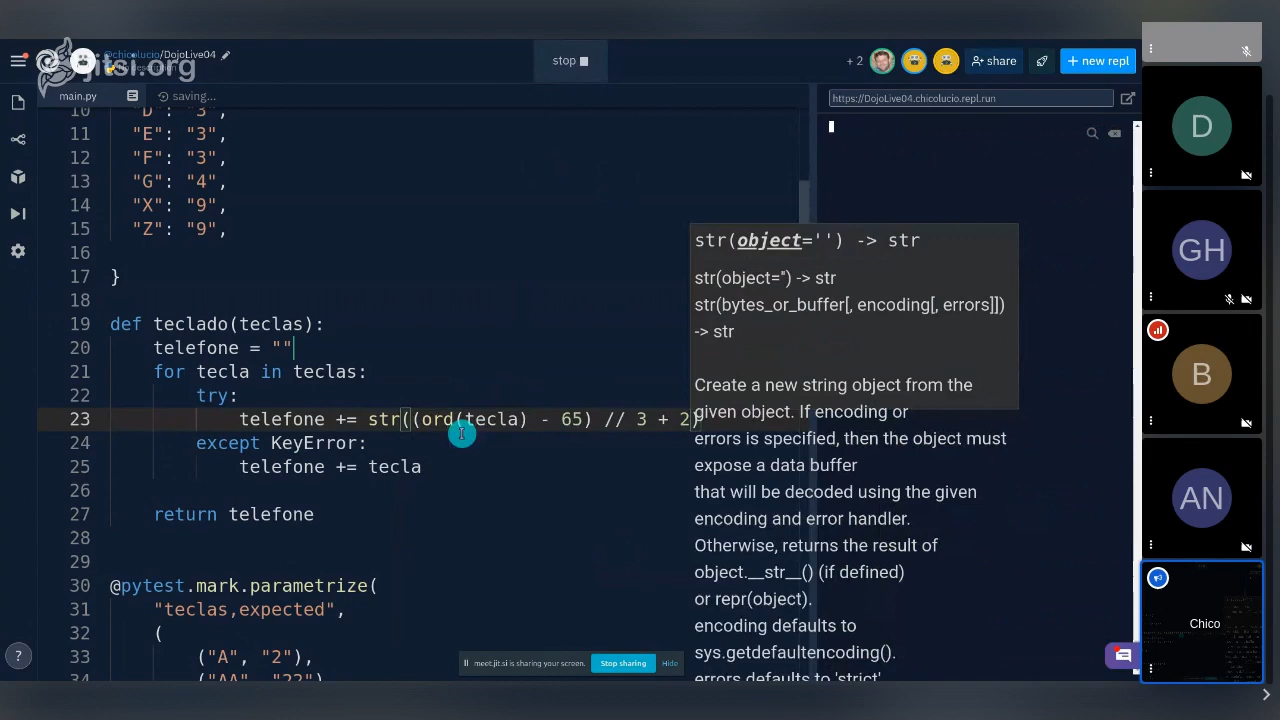 @chicolucio/DojoLive04
No description
jitsi.org
stop
+ 2
share
+ new repl
main.py
saving...
https://DojoLive04.chicolucio.repl.run
10 "D": "3",
11 "E": "3",
12 "F": "3",
13 "G": "4",
14 "X": "9",
15 "Z": "9",
16
17 }
18
19 def teclado(teclas):
20 telefone = ""
21 for tecla in teclas:
22 try:
23 telefone += str((ord(tecla) - 65) // 3 + 2)
24 except KeyError:
25 telefone += tecla
26
27 return telefone
28
29
30 @pytest.mark.parametrize(
31 "teclas,expected",
32 (
33 ("A", "2"),
34 ("AA", "22")
str(object='') -> str
str(object='') -> str
str(bytes_or_buffer[, encoding[, errors]])
-> str
Create a new string object from the
given object. If encoding or
errors is specified, then the object must
expose a data buffer
that will be decoded using the given
encoding and error handler.
Otherwise, returns the result of
object.__str__() (if defined)
or repr(object).
encoding defaults to
sys.getdefaultencoding().
errors defaults to 'strict'.
meet.jit.si is sharing your screen.
Stop sharing
Hide
?
D
GH
B
AN
Chico